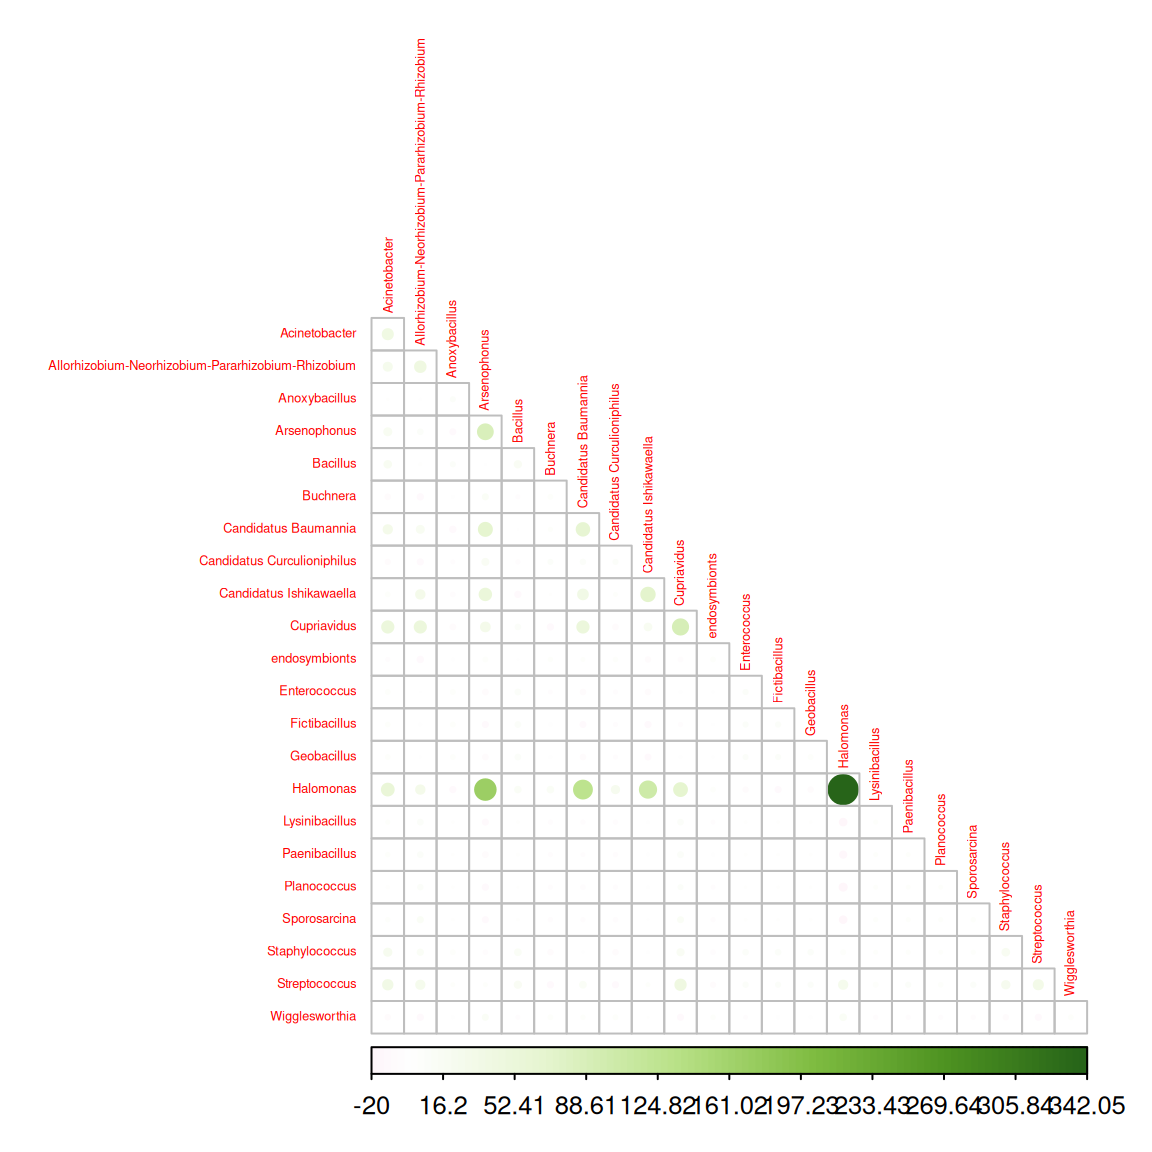 Acinetobacter
Allorhizobium-Neorhizobium-Pararhizobium-Rhizobium
Anoxybacillus
Arsenophonus
Bacillus
Buchnera
Candidatus Baumannia
Candidatus Curculioniphilus
Candidatus Ishikawaella
Cupriavidus
endosymbionts
Enterococcus
Fictibacillus
Geobacillus
Halomonas
Lysinibacillus
Paenibacillus
Planococcus
Sporosarcina
Staphylococcus
Streptococcus
Wigglesworthia
Acinetobacter
Allorhizobium-Neorhizobium-Pararhizobium-Rhizobium
Anoxybacillus
Arsenophonus
Bacillus
Buchnera
Candidatus Baumannia
Candidatus Curculioniphilus
Candidatus Ishikawaella
Cupriavidus
endosymbionts
Enterococcus
Fictibacillus
Geobacillus
Halomonas
Lysinibacillus
Paenibacillus
Planococcus
Sporosarcina
Staphylococcus
Streptococcus
Wigglesworthia
-20 16.2 52.41 88.61 124.82 161.02 197.23 233.43 269.64 305.84 342.05